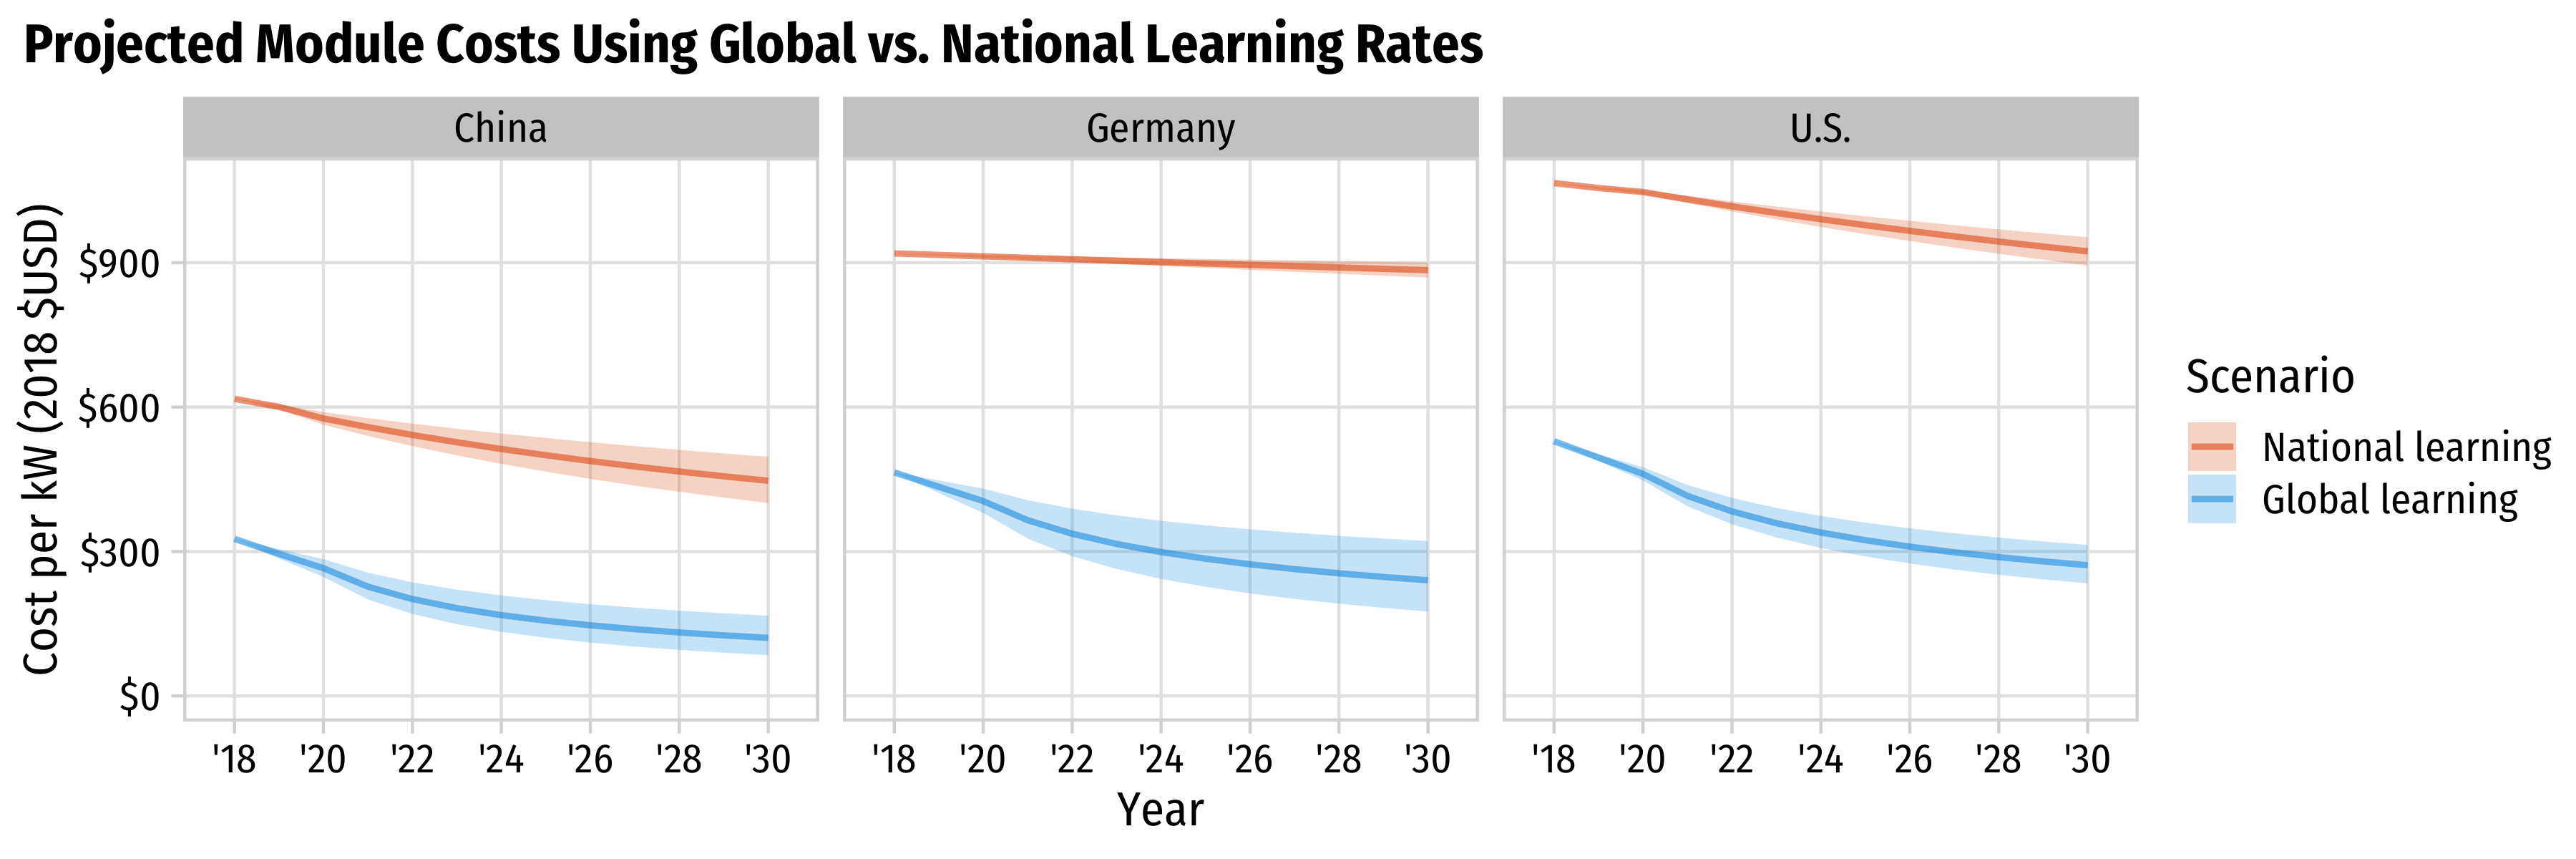 Projected Module Costs Using Global vs. National Learning Rates
China
Germany
U.S.
Cost per kW (2018 $USD)
$900
$600
$300
$0
'18 '20 '22 '24 '26 '28 '30
'18 '20 '22 '24 '26 '28 '30
'18 '20 '22 '24 '26 '28 '30
Year
Scenario
National learning
Global learning